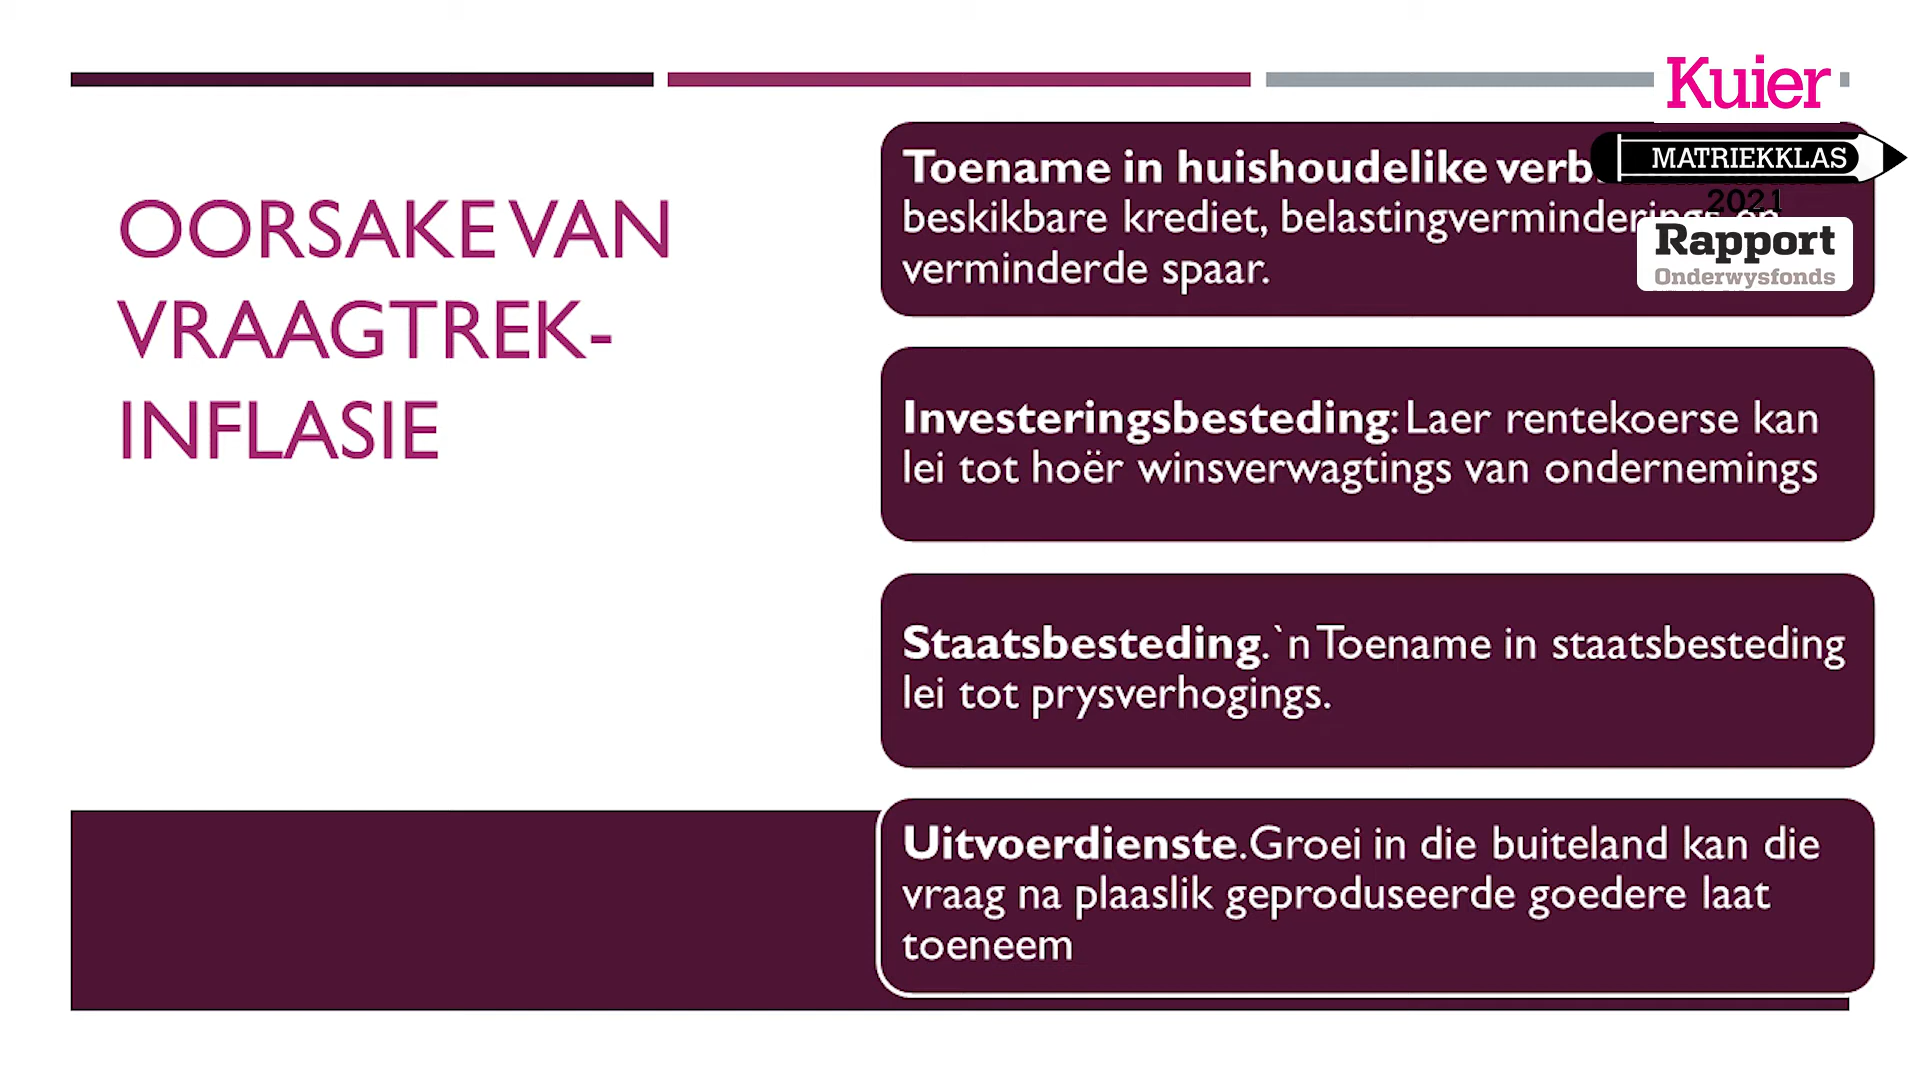 OORSAKE VAN
VRAAGTREK-
INFLASIE
Toename in huishoudelike
beskikbare krediet, belastingverminderings en
verminderde spaar.
Investeringsbesteding: Laer rentekoerse kan
lei tot hoër winsverwagtings van ondernemings
Staatsbesteding. `n Toename in staatsbesteding
lei tot prysverhogings.
Uitvoerdienste. Groei in die buiteland kan die
vraag na plaaslik geproduseerde goedere laat
toeneem
Kuier
MATRIEKKLAS
2021
Rapport
Onderwysfonds